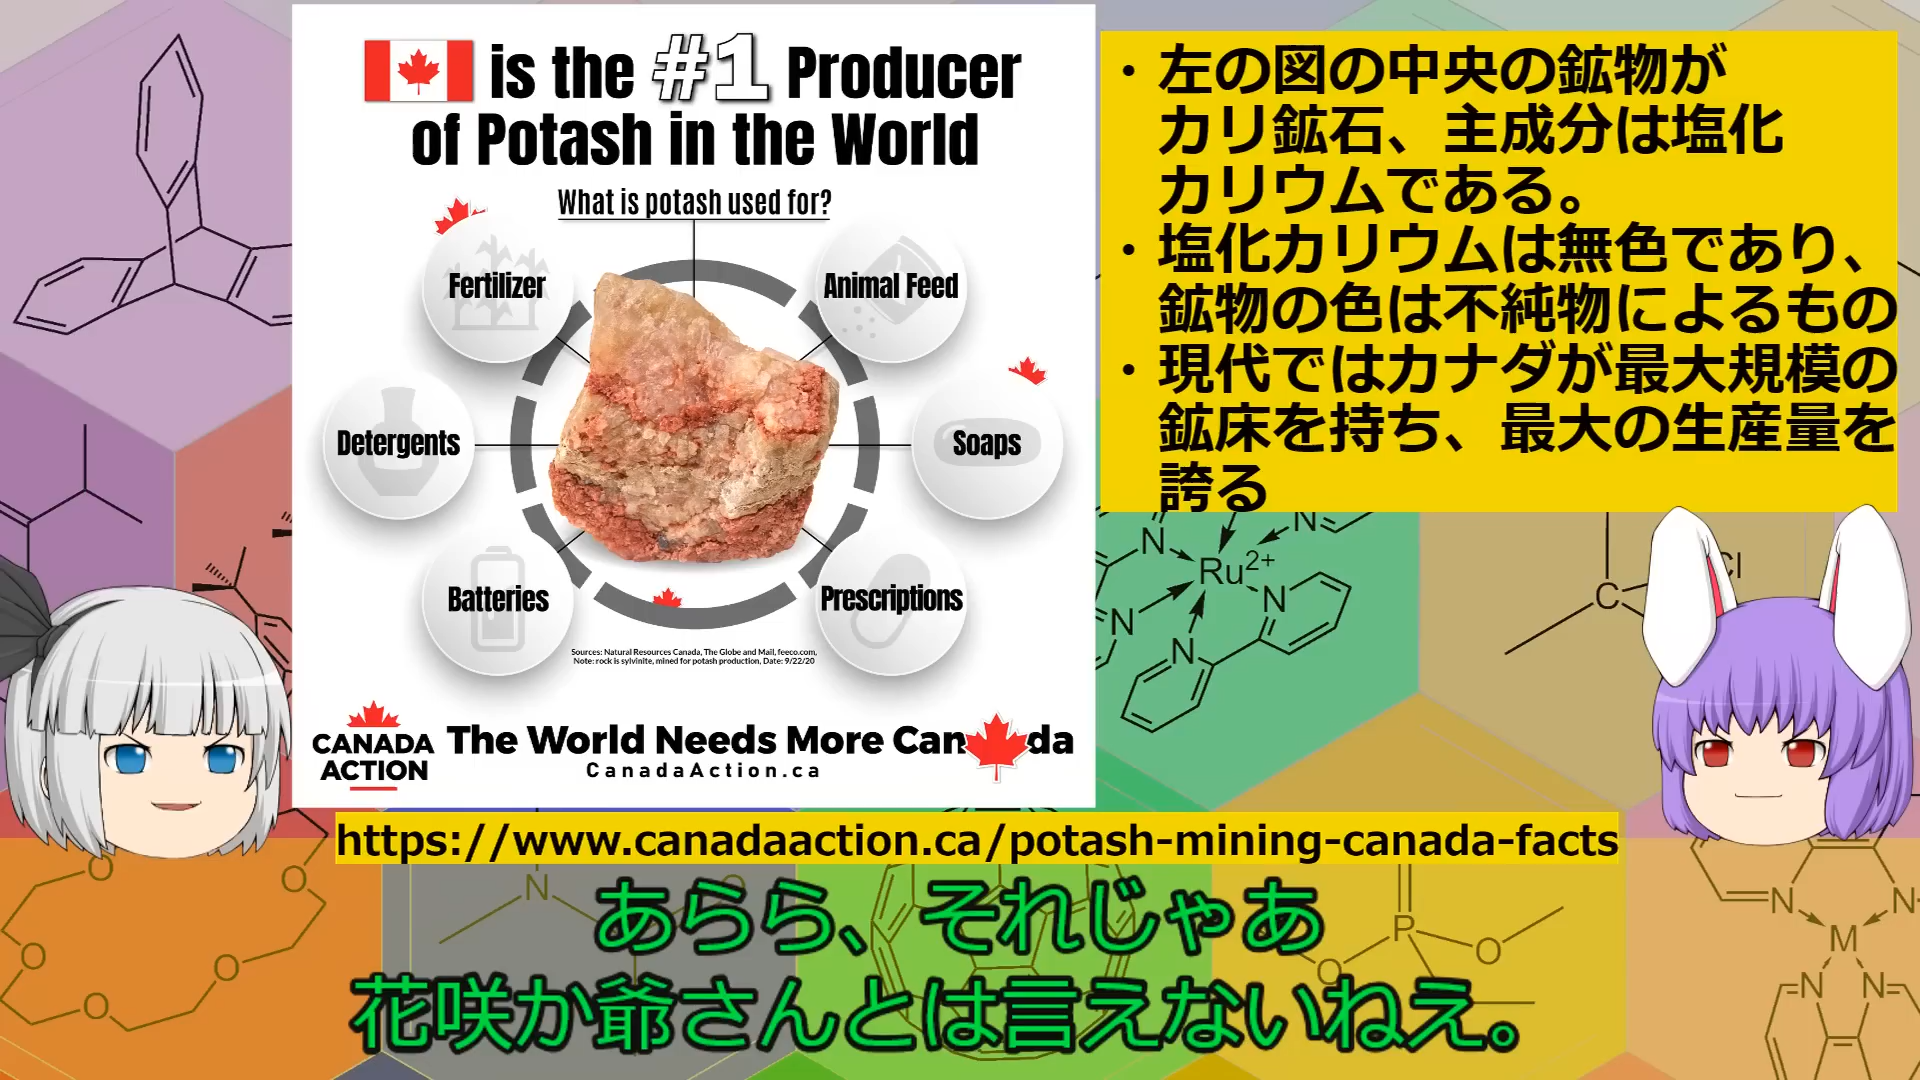 is the #1 Producer
of Potash in the World
What is potash used for?
Fertilizer
Animal Feed
Detergents
Soaps
Batteries
Prescriptions
Sources: Natural Resources Canada, The Globe and Mail, feeco.com,
Note: rock is sylvinite, mined for potash production, Date: 9/22/20
CANADA
ACTION
The World Needs More Canada
CanadaAction.ca
・左の図の中央の鉱物が
カリ鉱石、主成分は塩化
カリウムである。
・塩化カリウムは無色であり、
鉱物の色は不純物によるもの
・現代ではカナダが最大規模の
鉱床を持ち、最大の生産量を
誇る
N
N
Ru2+
N
N
N
C
Cl
https://www.canadaaction.ca/potash-mining-canada-facts
O
O
O
O
O
N
O
P
O
O
N
N
M
N
N
あらら、それじゃあ
花咲か爺さんとは言えないねえ。